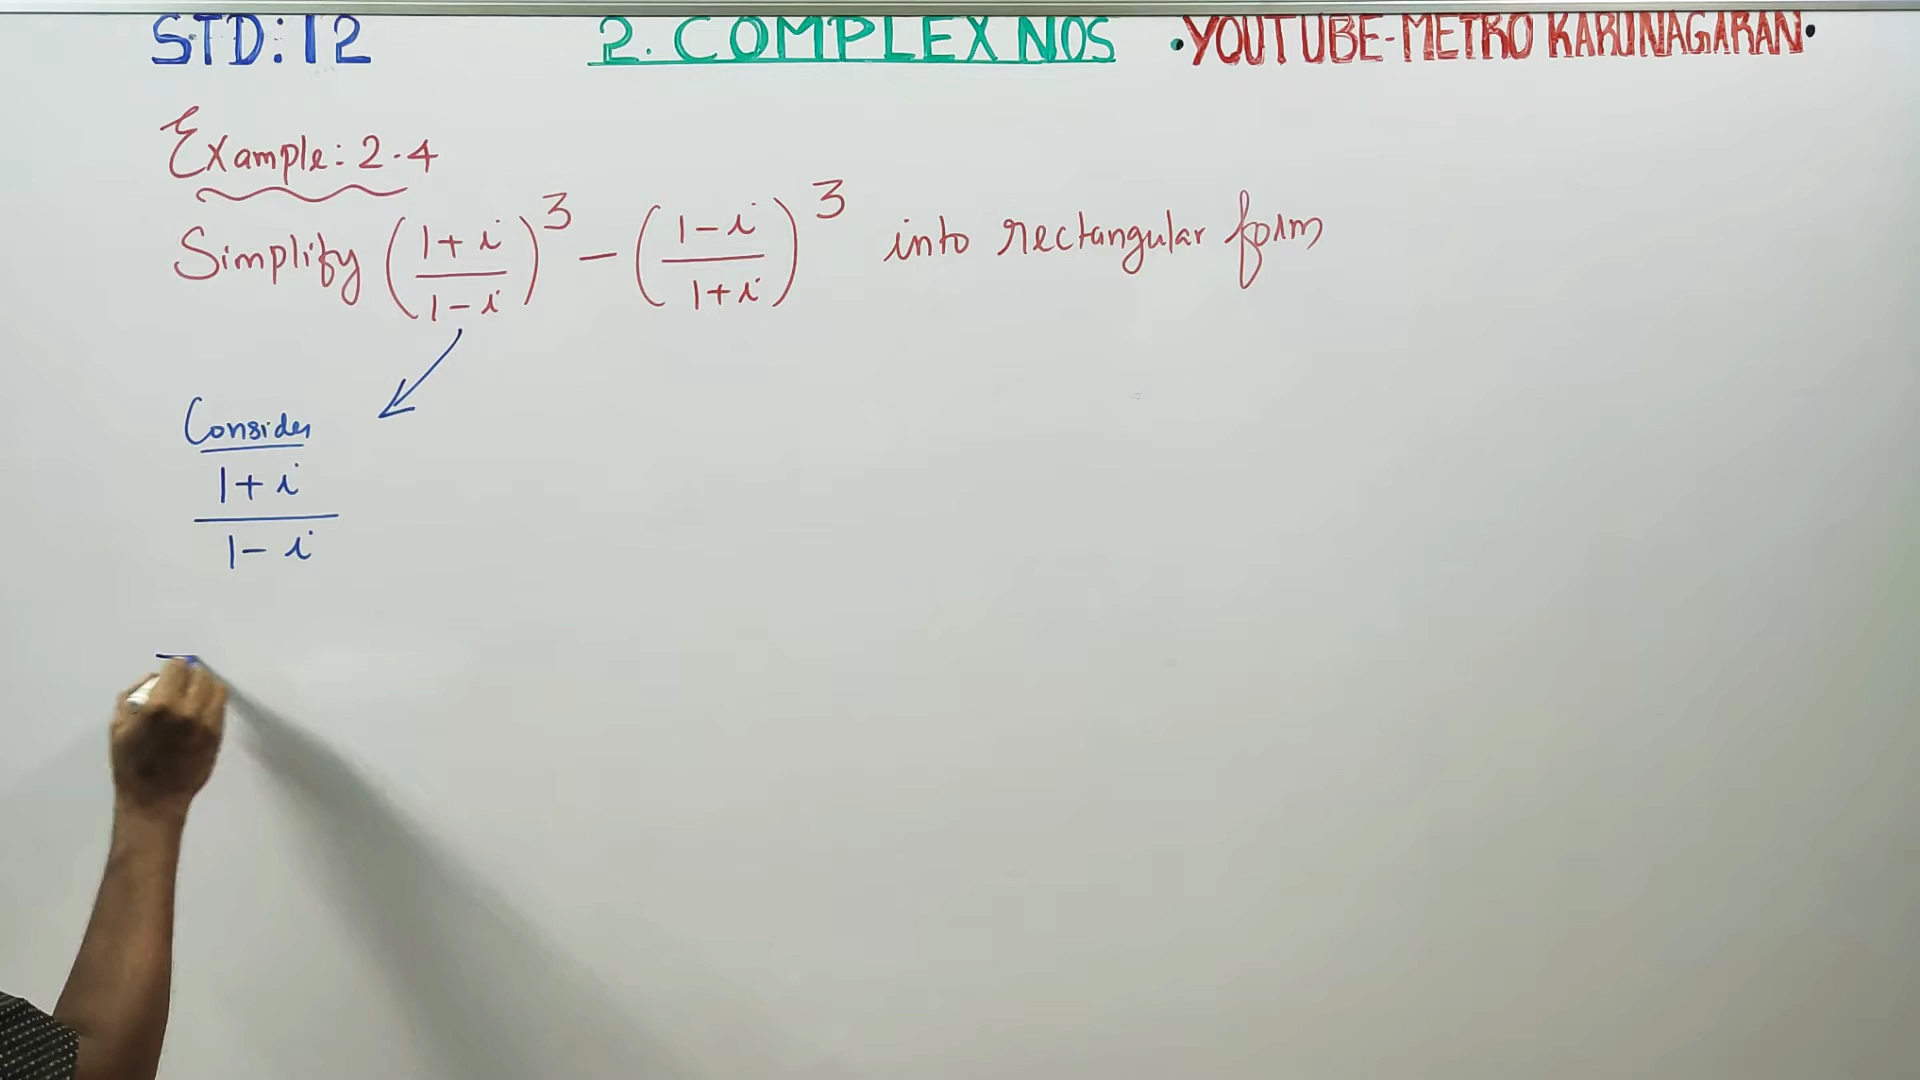 STD:12 2. COMPLEX NOS •YOUTUBE-METRO KARUNAGARAN•
Example: 2.4
Simplify ((1+i)/(1-i))^3 - ((1-i)/(1+i))^3 into rectangular form
Consider
1+i
1-i